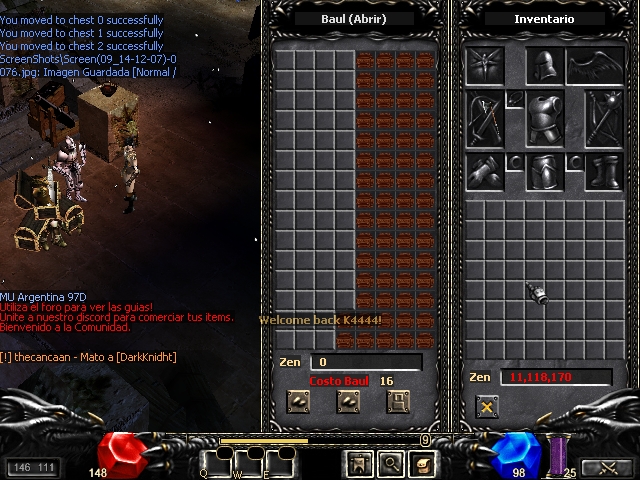 You moved to chest 0 successfully
You moved to chest 1 successfully
You moved to chest 2 successfully
ScreenShots\Screen(09_14-12-07)-0
076.jpg: Imagen Guardada [Normal /
MU Argentina 97D
Utiliza el foro para ver las guias!
Unite a nuestro discord para comerciar tus items.
Bienvenido a la Comunidad.
[!] thecancaan - Mato a [DarkKnidht]
Welcome back K4444!
Baul (Abrir)
Zen 0
Costo Baul 16
Inventario
Zen 11,118,170
146 111
148
Q W E
9
98
25